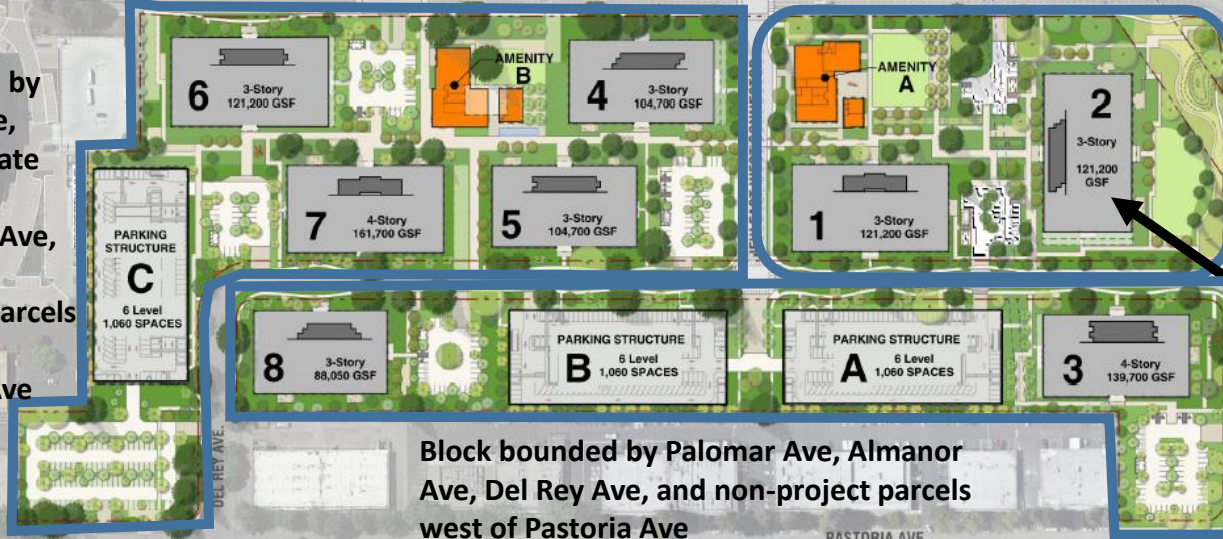 by
e,
ate
Ave,
arcels
Ave
6
3-Story
121,200 GSF
AMENITY
B
4
3-Story
104,700 GSF
AMENITY
A
2
3-Story
121,200
GSF
7
4-Story
161,700 GSF
5
3-Story
104,700 GSF
1
3-Story
121,200 GSF
PARKING
STRUCTURE
C
6 Level
1,060 SPACES
8
3-Story
88,050 GSF
PARKING STRUCTURE
B
6 Level
1,060 SPACES
PARKING STRUCTURE
A
6 Level
1,060 SPACES
3
4-Story
139,700 GSF
DEL REY AVE.
Block bounded by Palomar Ave, Almanor
Ave, Del Rey Ave, and non-project parcels
west of Pastoria Ave
PASTORIA AVE